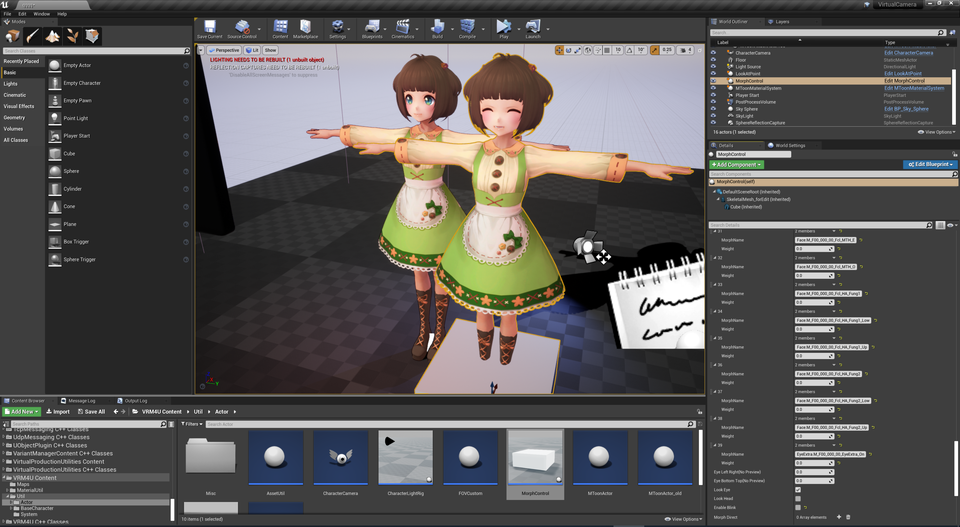 VirtualCamera
File Edit Window Help
Modes
Search Classes
Recently Placed
Basic
Lights
Cinematic
Visual Effects
Geometry
Volumes
All Classes
Empty Actor
Empty Character
Empty Pawn
Point Light
Player Start
Cube
Sphere
Cylinder
Cone
Plane
Box Trigger
Sphere Trigger
Save Current
Source Control
Content
Marketplace
Settings
Blueprints
Cinematics
Build
Compile
Play
Launch
Perspective
Lit
Show
LIGHTING NEEDS TO BE REBUILT (1 unbuilt object)
REFLECTION CAPTURES NEED TO BE REBUILT (1 unbuilt)
World Outliner
Layers
Search
Label
Type
CharacterCamera Edit CharacterCamera
Floor StaticMeshActor
Light Source DirectionalLight
LookAtPoint Edit LookAtPoint
MorphControl Edit MorphControl
MToonMaterialSystem Edit MToonMaterialSystem
Player Start PlayerStart
PostProcessVolume PostProcessVolume
Sky Sphere Edit BP_Sky_Sphere
SkyLight SkyLight
SphereReflectionCapture SphereReflectionCapture
16 actors (1 selected)
View Options
Details
World Settings
MorphControl
Add Component
Edit Blueprint
Search Components
MorphControl(self)
DefaultSceneRoot (Inherited)
SkeletalMesh_forEdit (Inherited)
Cube (Inherited)
Search Details
31 2 members
MorphName
Weight 0.0
32 2 members
MorphName Face.M_F00_000_00_Fcl_MTH_O
Weight 0.0
33 2 members
MorphName Face.M_F00_000_00_Fcl_HA_Fung1
Weight 0.0
34 2 members
MorphName Face.M_F00_000_00_Fcl_HA_Fung1_Low
Weight 0.0
35 2 members
MorphName Face.M_F00_000_00_Fcl_HA_Fung1_Up
Weight 0.0
36 2 members
MorphName Face.M_F00_000_00_Fcl_HA_Fung2
Weight 0.0
37 2 members
MorphName Face.M_F00_000_00_Fcl_HA_Fung2_Low
Weight 0.0
38 2 members
MorphName Face.M_F00_000_00_Fcl_HA_Fung2_Up
Weight 0.0
39 2 members
MorphName EyeExtra.M_F00_000_00_EyeExtra_On
Weight 0.0
Eye Left Right(No Preview) 0.0
Eye Bottom Top(No Preview) 0.0
Look Eye
Look Head
Enable Blink
Morph Direct 0 Array elements
Content Browser
Message Log
Output Log
Add New
Import
Save All
VRM4U Content
Util
Actor
Search Paths
Filters
Search Actor
TcpMessaging C++ Classes
UdpMessaging C++ Classes
UObjectPlugin C++ Classes
VariantManagerContent C++ Classes
VirtualProductionUtilities Content
VirtualProductionUtilities C++ Classes
VRM4U Content
Maps
MaterialUtil
Util
Actor
BaseCharacter
System
VRM4U C++ Classes
Misc
AssetUtil
CharacterCamera
CharacterLightRig
FOVCustom
MorphControl
MToonActor
MToonActor_old
10 items (1 selected)
View Options